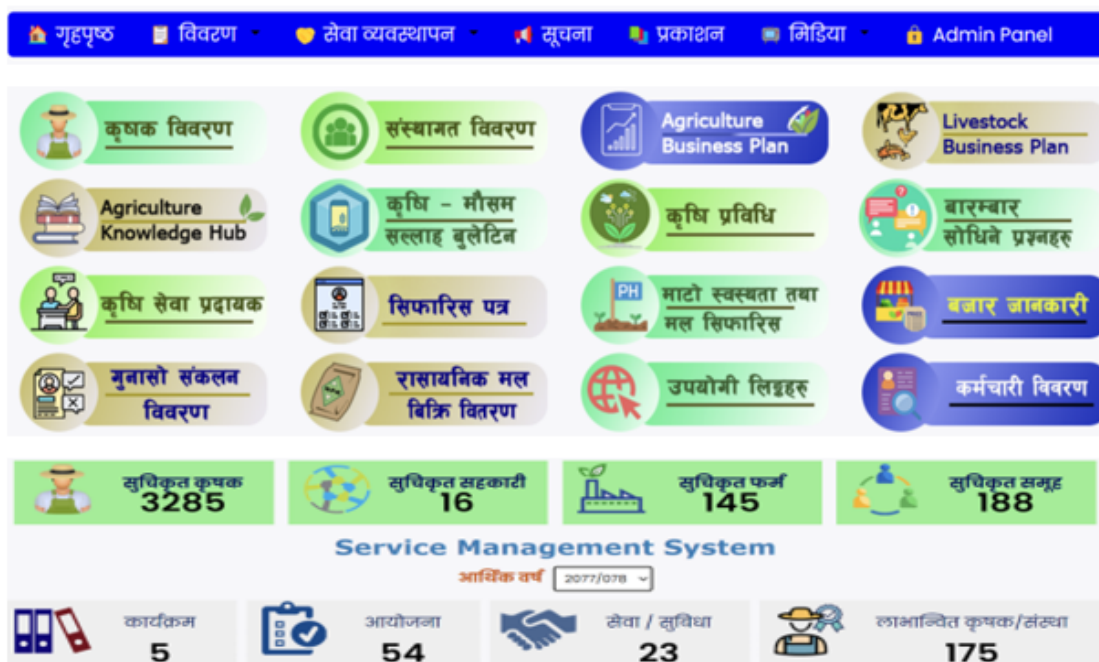 गृहपृष्ठ विवरण सेवा व्यवस्थापन सूचना प्रकाशन मिडिया Admin Panel
कृषक विवरण
संस्थागत विवरण
Agriculture
Business Plan
Livestock
Business Plan
Agriculture
Knowledge Hub
कृषि - मौसम
सल्लाह बुलेटिन
कृषि प्रविधि
बारम्बार
सोधिने प्रश्नहरु
कृषि सेवा प्रदायक
सिफारिस पत्र
PH
माटो स्वस्थता तथा
मल सिफारिस
बजार जानकारी
गुनासो संकलन
विवरण
रासायनिक मल
बिक्रि वितरण
उपयोगी लिङ्कहरु
कर्मचारी विवरण
सुचिकृत कृषक
3285
सुचिकृत सहकारी
16
सुचिकृत फर्म
145
सुचिकृत समूह
188
Service Management System
आर्थिक वर्ष 2077/078
कार्यक्रम
5
आयोजना
54
सेवा / सुविधा
23
लाभान्वित कृषक/संस्था
175